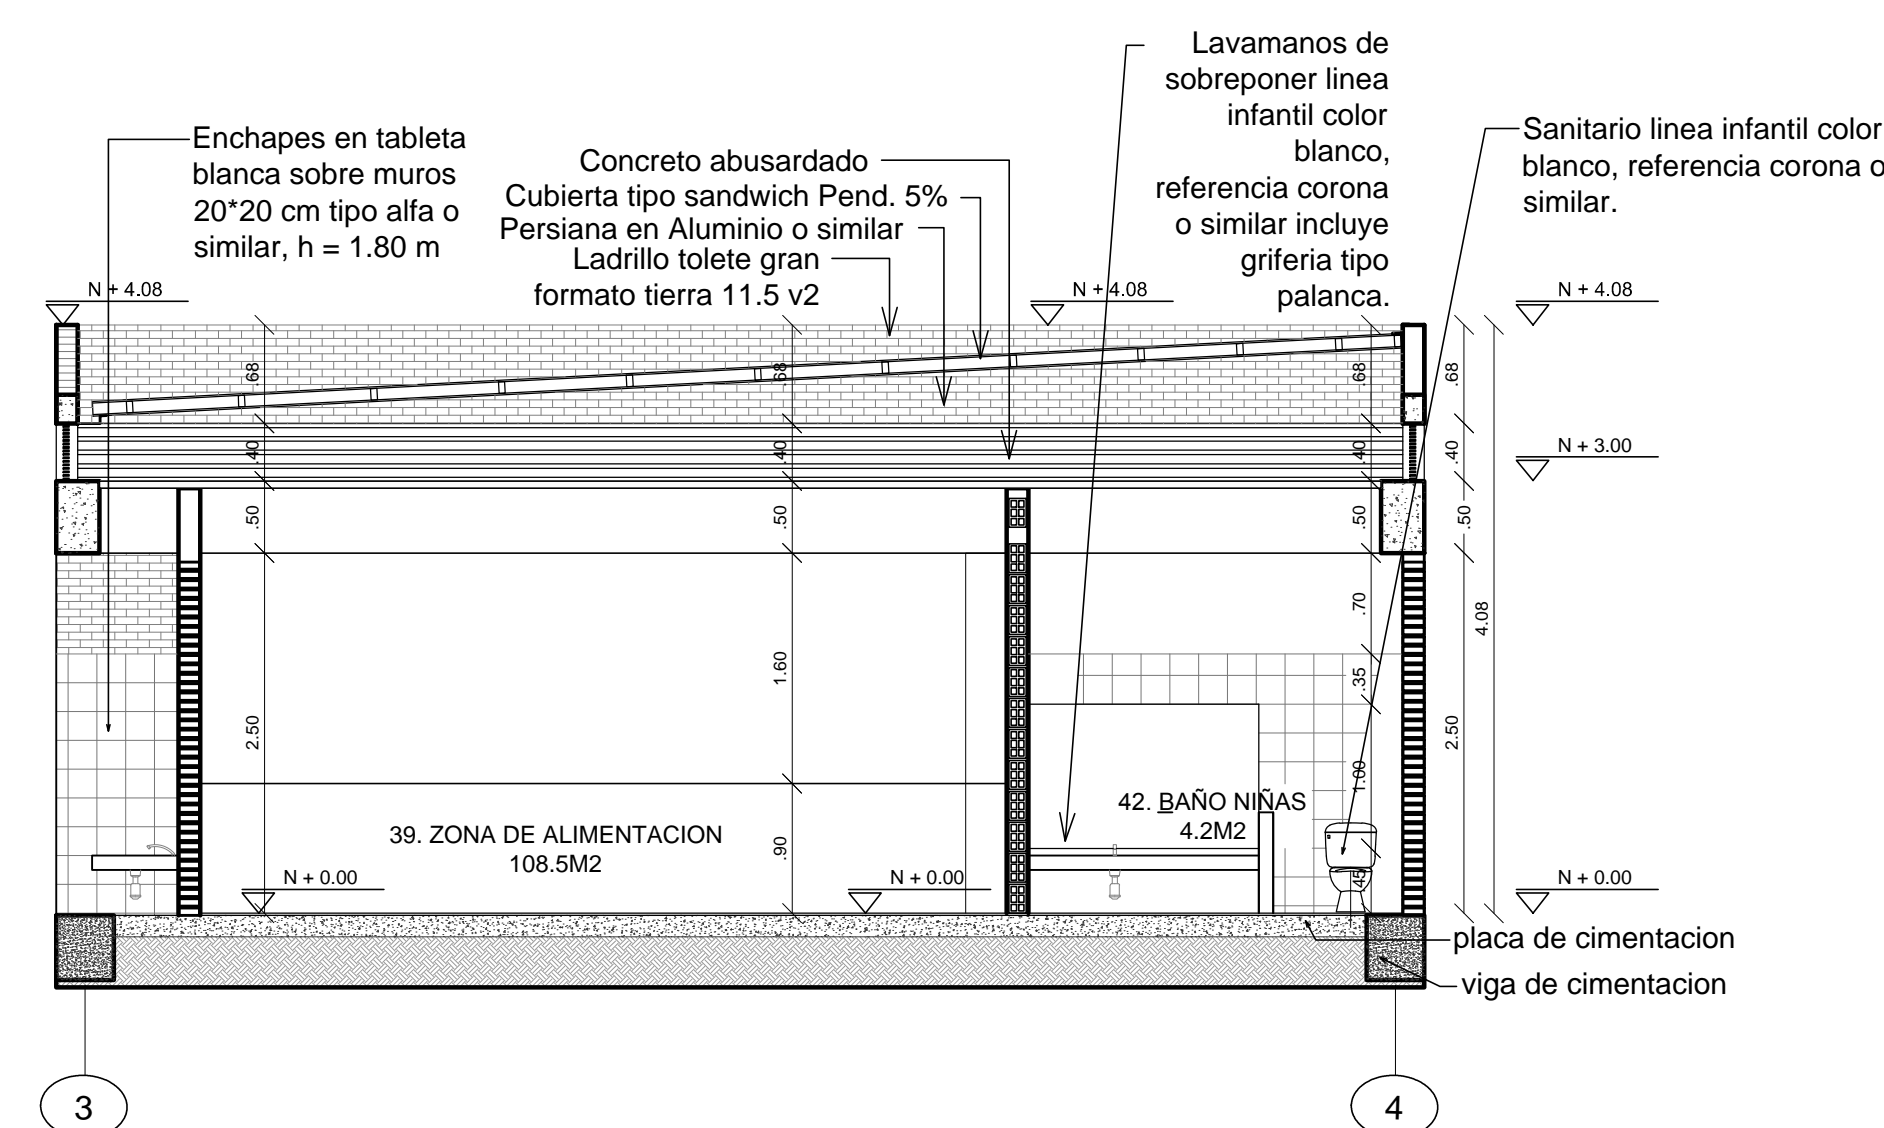 Lavamanos de
sobreponer linea
infantil color
blanco,
referencia corona
o similar incluye
griferia tipo
palanca.
Sanitario linea infantil color
blanco, referencia corona o
similar.
Enchapes en tableta
blanca sobre muros
20*20 cm tipo alfa o
similar, h = 1.80 m
Concreto abusardado
Cubierta tipo sandwich Pend. 5%
Persiana en Aluminio o similar
Ladrillo tolete gran
formato tierra 11.5 v2
N + 4.08
N + 4.08
N + 4.08
.68
.68
.68
.68
.40
.40
.40
.40
N + 3.00
.50
.50
.50
.50
.70
4.08
1.60
.35
2.50
2.50
1.00
42. BAÑO NIÑAS
4.2M2
39. ZONA DE ALIMENTACION
108.5M2
.90
.45
N + 0.00
N + 0.00
N + 0.00
placa de cimentacion
viga de cimentacion
3
4